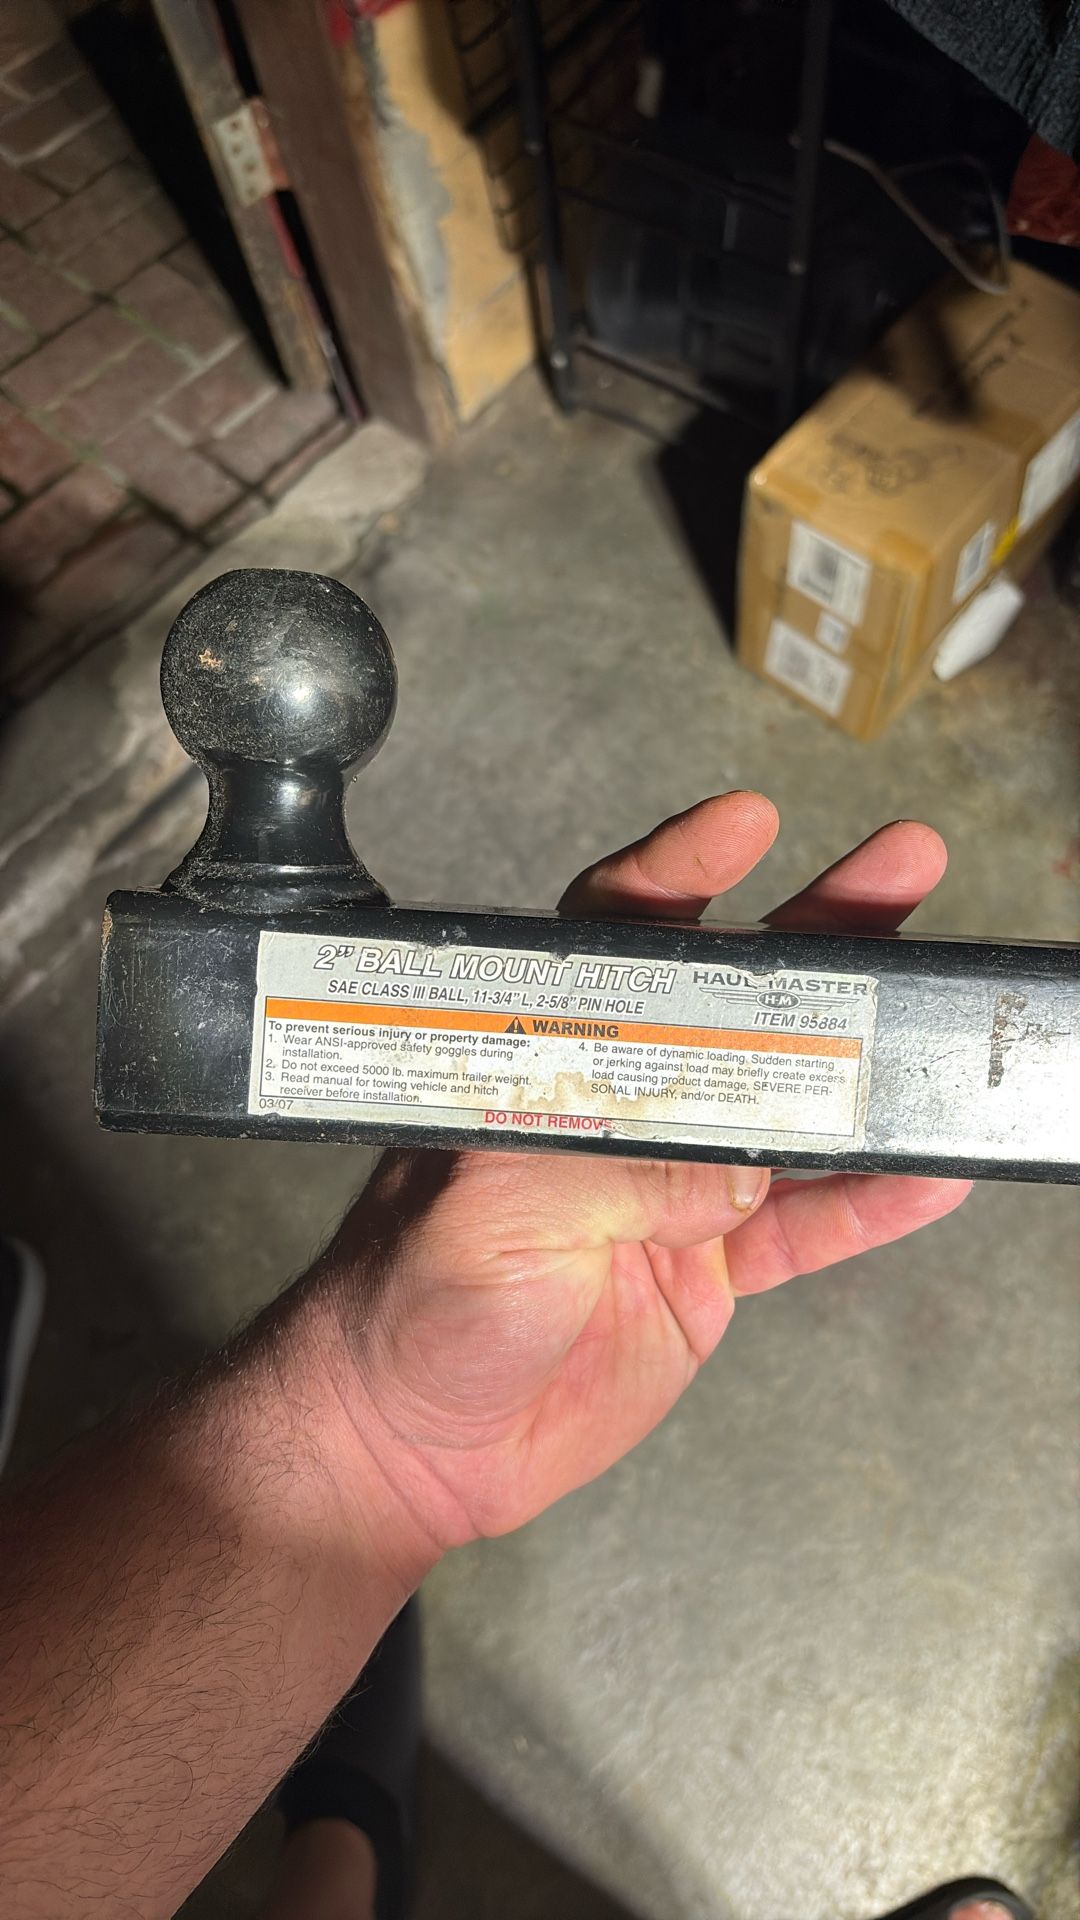 2" BALL MOUNT HITCH
SAE CLASS III BALL, 11-3/4" L, 2-5/8" PIN HOLE
HAUL-MASTER
H-M
ITEM 95884
WARNING
To prevent serious injury or property damage:
1. Wear ANSI-approved safety goggles during
installation.
2. Do not exceed 5000 lb. maximum trailer weight.
3. Read manual for towing vehicle and hitch
receiver before installation.
4. Be aware of dynamic loading. Sudden starting
or jerking against load may briefly create excess
load causing product damage, SEVERE PER-
SONAL INJURY, and/or DEATH.
03/07
DO NOT REMOVE